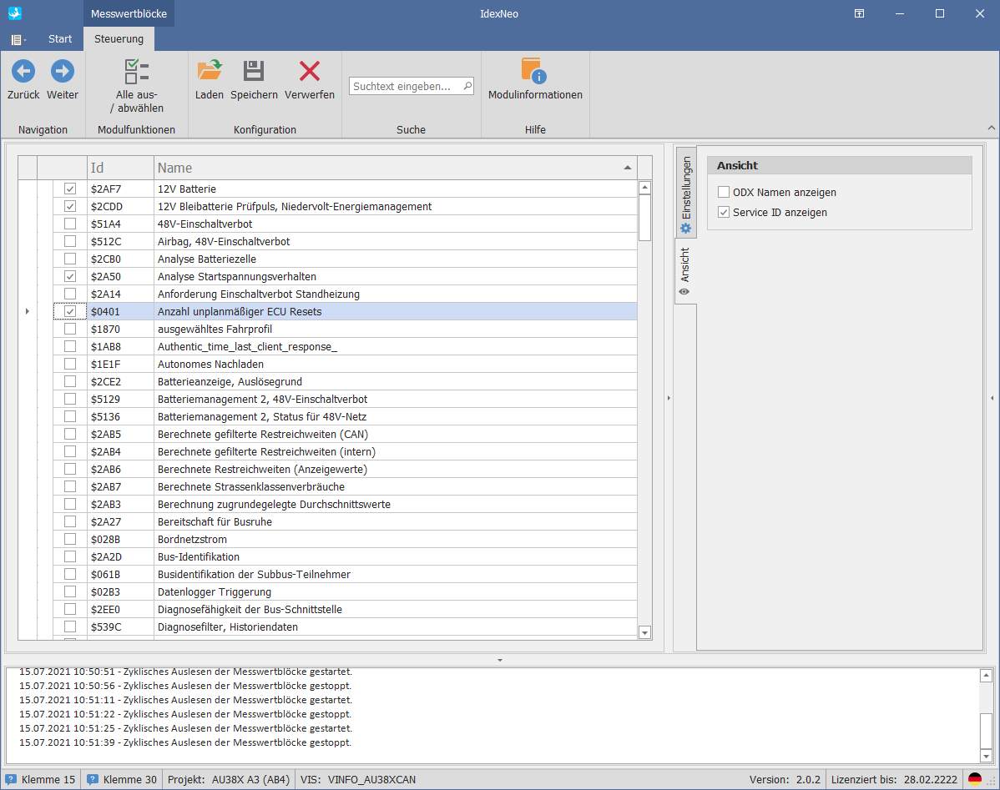 Messwertblöcke
IdexNeo
Start
Steuerung
Zurück
Weiter
Navigation
Alle aus-
/ abwählen
Modulfunktionen
Laden
Speichern
Verwerfen
Konfiguration
Suchtext eingeben...
Suche
Modulinformationen
Hilfe
Id Name
$2AF7 12V Batterie
$2CDD 12V Bleibatterie Prüfpuls, Niedervolt-Energiemanagement
$51A4 48V-Einschaltverbot
$512C Airbag, 48V-Einschaltverbot
$2CB0 Analyse Batteriezelle
$2A50 Analyse Startspannungsverhalten
$2A14 Anforderung Einschaltverbot Standheizung
$0401 Anzahl unplanmäßiger ECU Resets
$1870 ausgewähltes Fahrprofil
$1AB8 Authentic_time_last_client_response_
$1E1F Autonomes Nachladen
$2CE2 Batterieanzeige, Auslösegrund
$5129 Batteriemanagement 2, 48V-Einschaltverbot
$5136 Batteriemanagement 2, Status für 48V-Netz
$2AB5 Berechnete gefilterte Restreichweiten (CAN)
$2AB4 Berechnete gefilterte Restreichweiten (intern)
$2AB6 Berechnete Restreichweiten (Anzeigewerte)
$2AB7 Berechnete Strassenklassenverbräuche
$2AB3 Berechnung zugrundegelegte Durchschnittswerte
$2A27 Bereitschaft für Busruhe
$028B Bordnetzstrom
$2A2D Bus-Identifikation
$061B Busidentifikation der Subbus-Teilnehmer
$02B3 Datenlogger Triggerung
$2EE0 Diagnosefähigkeit der Bus-Schnittstelle
$539C Diagnosefilter, Historiendaten
Einstellungen
Ansicht
Ansicht
ODX Namen anzeigen
Service ID anzeigen
15.07.2021 10:50:51 - Zyklisches Auslesen der Messwertblöcke gestartet.
15.07.2021 10:50:56 - Zyklisches Auslesen der Messwertblöcke gestoppt.
15.07.2021 10:51:11 - Zyklisches Auslesen der Messwertblöcke gestartet.
15.07.2021 10:51:22 - Zyklisches Auslesen der Messwertblöcke gestoppt.
15.07.2021 10:51:25 - Zyklisches Auslesen der Messwertblöcke gestartet.
15.07.2021 10:51:39 - Zyklisches Auslesen der Messwertblöcke gestoppt.
Klemme 15 Klemme 30 Projekt: AU38X A3 (AB4) VIS: VINFO_AU38XCAN Version: 2.0.2 Lizenziert bis: 28.02.2222